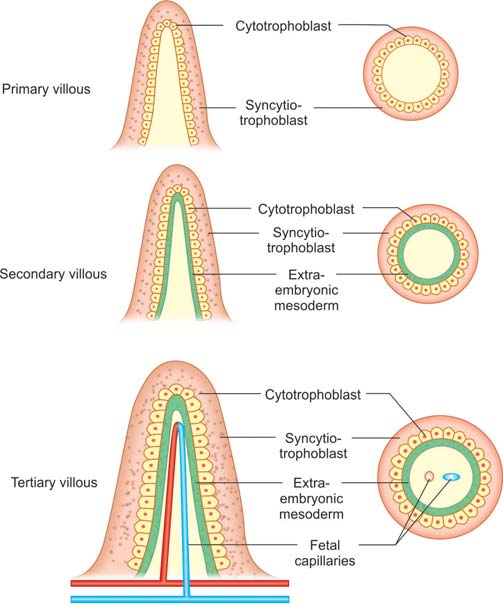 Cytotrophoblast
Primary villous
Syncytio-
trophoblast
Cytotrophoblast
Syncytio-
trophoblast
Secondary villous
Extra-
embryonic
mesoderm
Cytotrophoblast
Syncytio-
trophoblast
Tertiary villous
Extra-
embryonic
mesoderm
Fetal
capillaries